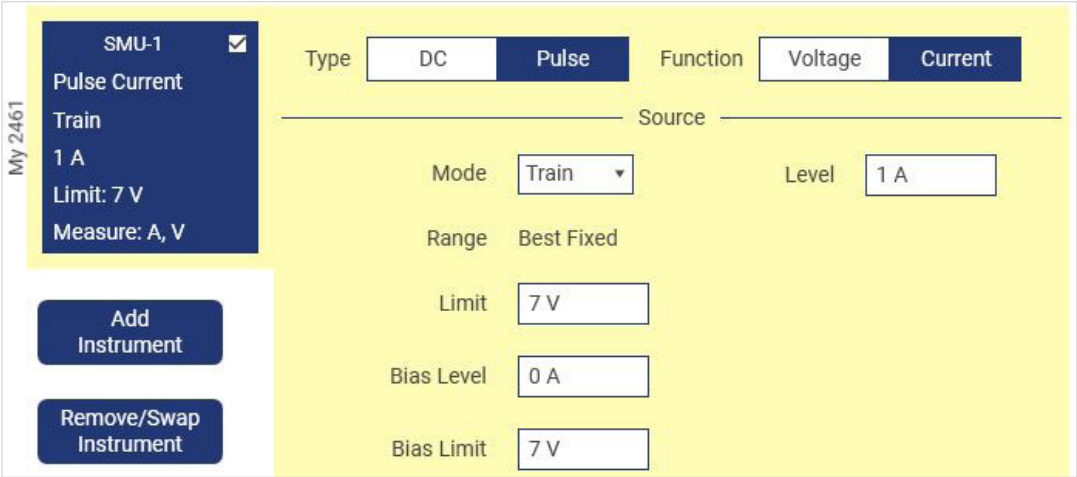 My 2461
SMU-1
Pulse Current
Train
1 A
Limit: 7 V
Measure: A, V
Add
Instrument
Remove/Swap
Instrument
Type DC Pulse Function Voltage Current
Source
Mode Train Level 1 A
Range Best Fixed
Limit 7 V
Bias Level 0 A
Bias Limit 7 V